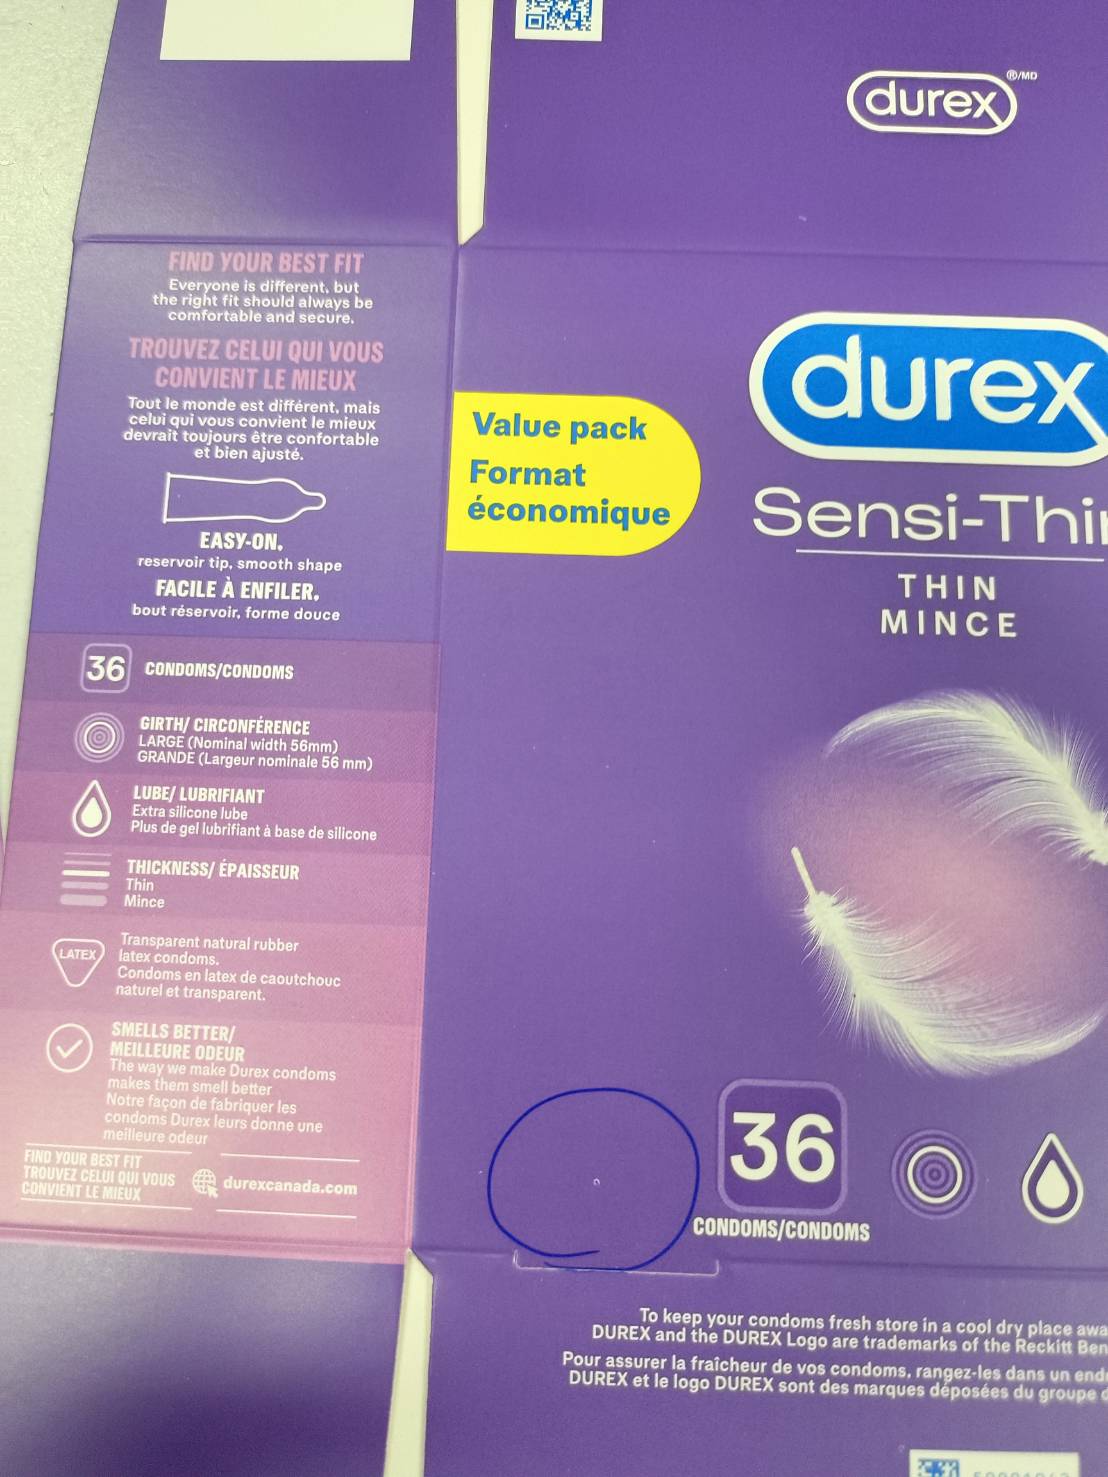 durex ®/MD
FIND YOUR BEST FIT
Everyone is different, but
the right fit should always be
comfortable and secure.
TROUVEZ CELUI QUI VOUS
CONVIENT LE MIEUX
Tout le monde est différent, mais
celui qui vous convient le mieux
devrait toujours être confortable
et bien ajusté.
EASY-ON,
reservoir tip, smooth shape
FACILE À ENFILER,
bout réservoir, forme douce
36 CONDOMS/CONDOMS
GIRTH/ CIRCONFÉRENCE
LARGE (Nominal width 56mm)
GRANDE (Largeur nominale 56 mm)
LUBE/ LUBRIFIANT
Extra silicone lube
Plus de gel lubrifiant à base de silicone
THICKNESS/ ÉPAISSEUR
Thin
Mince
LATEX
Transparent natural rubber
latex condoms.
Condoms en latex de caoutchouc
naturel et transparent.
SMELLS BETTER/
MEILLEURE ODEUR
The way we make Durex condoms
makes them smell better
Notre façon de fabriquer les
condoms Durex leurs donne une
meilleure odeur
FIND YOUR BEST FIT
TROUVEZ CELUI QUI VOUS
CONVIENT LE MIEUX
durexcanada.com
Value pack
Format
économique
durex
Sensi-Thi
THIN
MINCE
36
CONDOMS/CONDOMS
To keep your condoms fresh store in a cool dry place
DUREX and the DUREX Logo are trademarks of the Reckitt
Pour assurer la fraîcheur de vos condoms, rangez-les dans un
DUREX et le logo DUREX sont des marques déposées du groupe